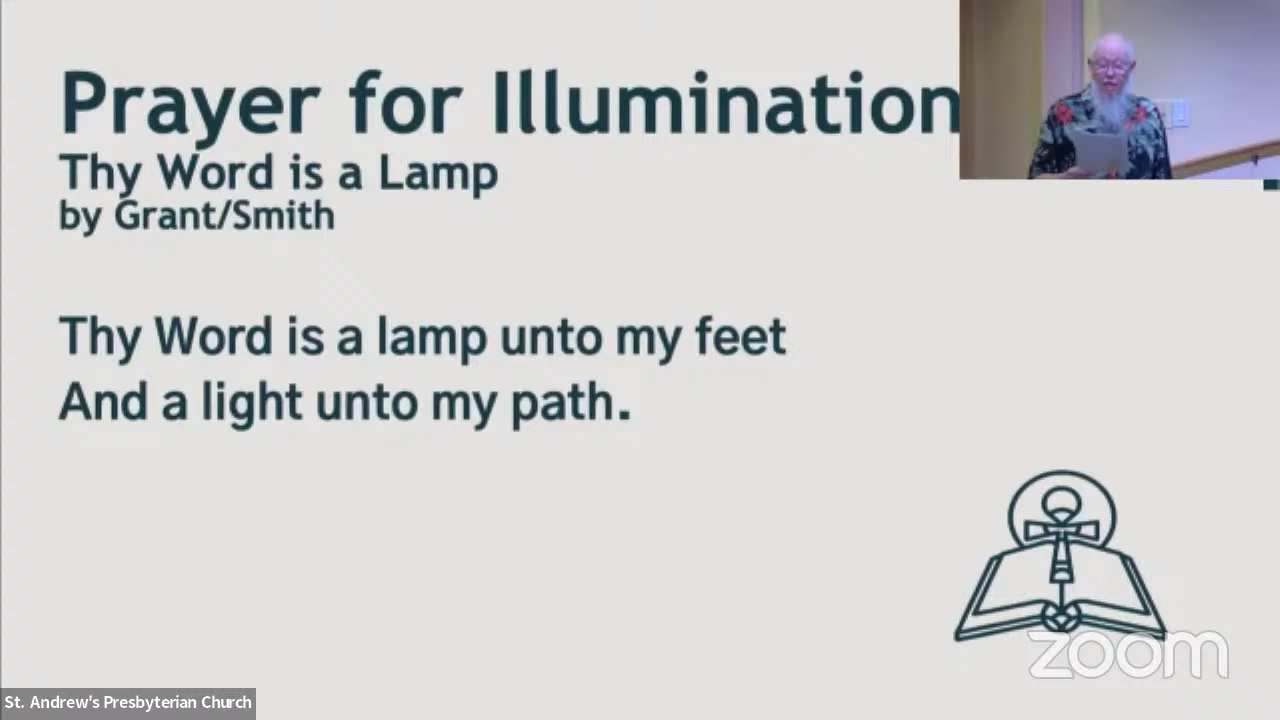 Prayer for Illumination
Thy Word is a Lamp
by Grant/Smith
Thy Word is a lamp unto my feet
And a light unto my path.
zoom
St. Andrew's Presbyterian Church